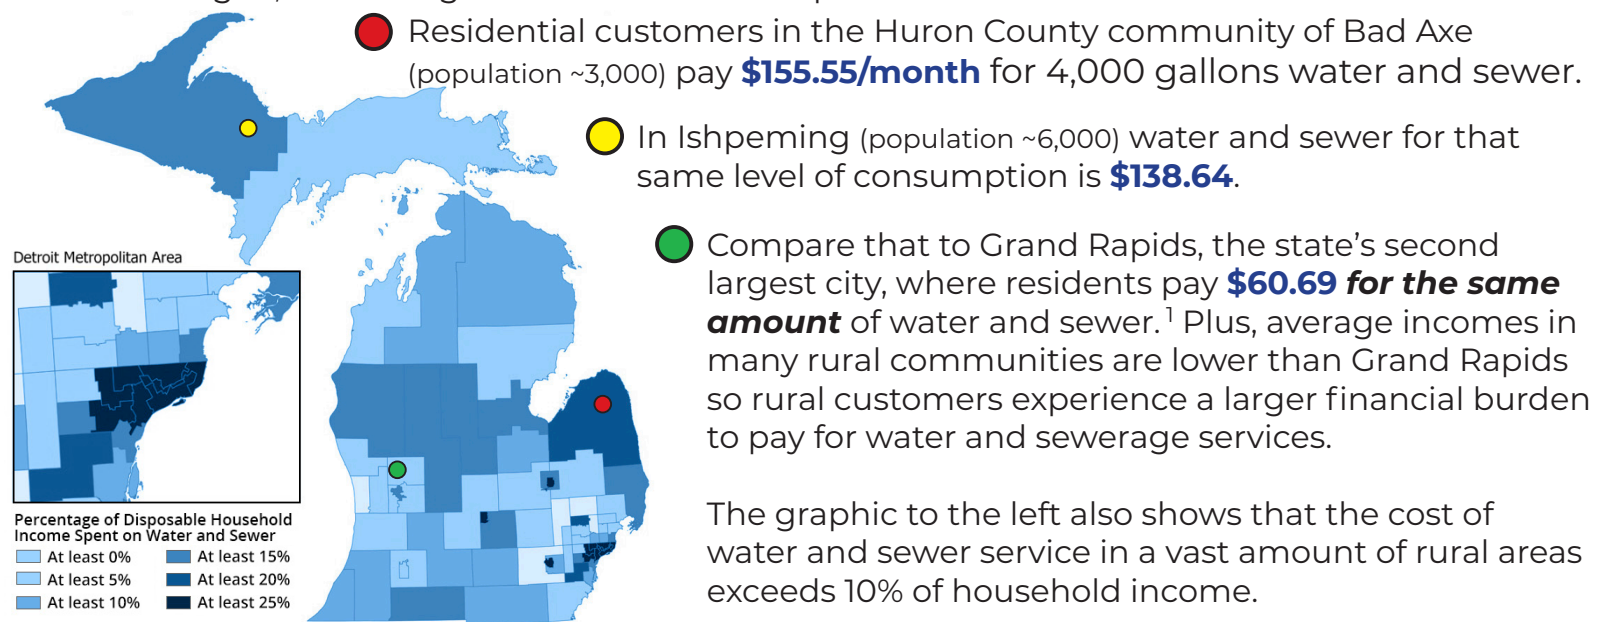 Residential customers in the Huron County community of Bad Axe
(population ~3,000) pay $155.55/month for 4,000 gallons water and sewer.
In Ishpeming (population ~6,000) water and sewer for that
same level of consumption is $138.64.
Compare that to Grand Rapids, the state’s second
largest city, where residents pay $60.69 for the same
amount of water and sewer. 1 Plus, average incomes in
many rural communities are lower than Grand Rapids
so rural customers experience a larger financial burden
to pay for water and sewerage services.
The graphic to the left also shows that the cost of
water and sewer service in a vast amount of rural areas
exceeds 10% of household income.
Detroit Metropolitan Area
Percentage of Disposable Household
Income Spent on Water and Sewer
At least 0%
At least 5%
At least 10%
At least 15%
At least 20%
At least 25%